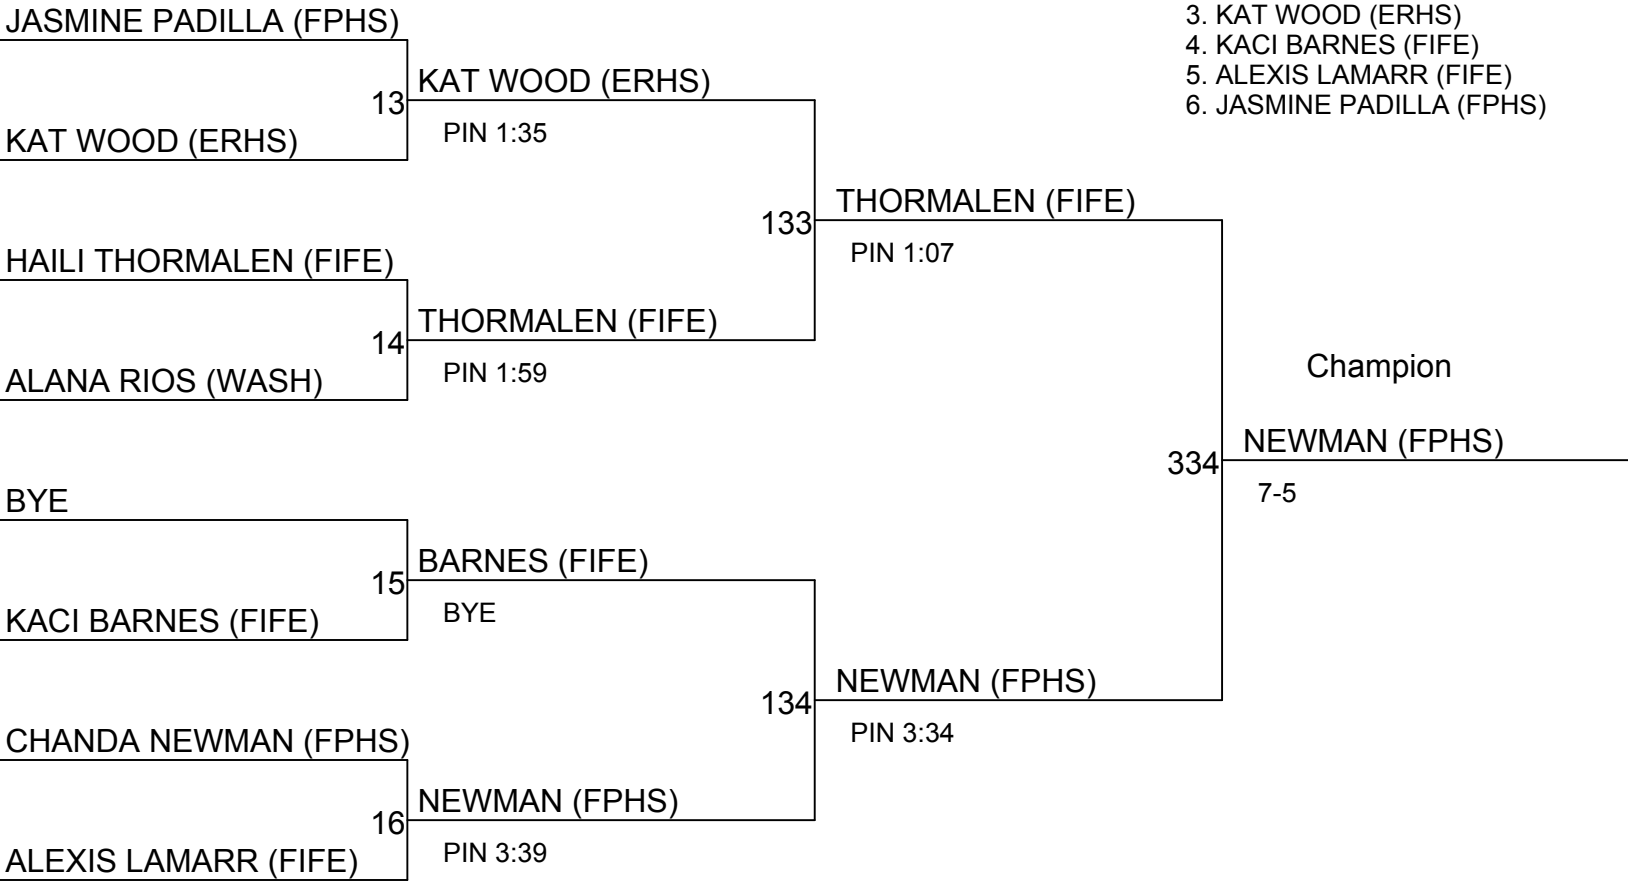 JASMINE PADILLA (FPHS)
13
KAT WOOD (ERHS)
KAT WOOD (ERHS)
PIN 1:35
HAILI THORMALEN (FIFE)
14
ALANA RIOS (WASH)
THORMALEN (FIFE)
PIN 1:59
133
THORMALEN (FIFE)
PIN 1:07
BYE
15
KACI BARNES (FIFE)
BARNES (FIFE)
BYE
CHANDA NEWMAN (FPHS)
16
ALEXIS LAMARR (FIFE)
NEWMAN (FPHS)
PIN 3:39
134
NEWMAN (FPHS)
PIN 3:34
334
Champion
NEWMAN (FPHS)
7-5
3. KAT WOOD (ERHS)
4. KACI BARNES (FIFE)
5. ALEXIS LAMARR (FIFE)
6. JASMINE PADILLA (FPHS)